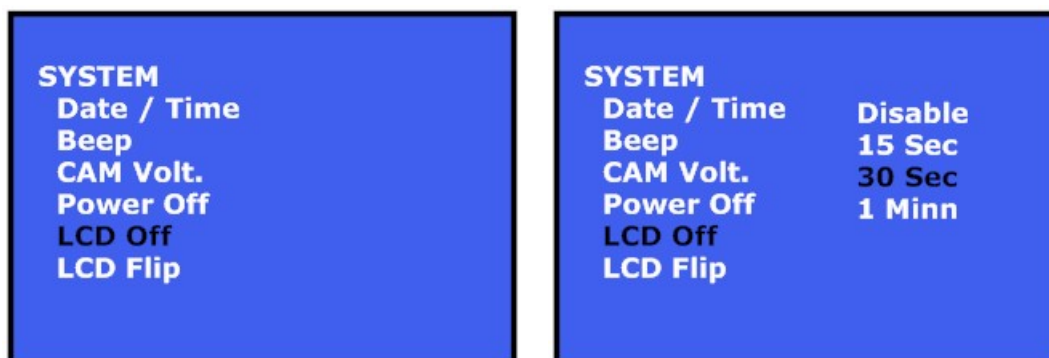 SYSTEM
Date / Time
Beep
CAM Volt.
Power Off
LCD Off
LCD Flip
SYSTEM
Date / Time
Beep
CAM Volt.
Power Off
LCD Off
LCD Flip
Disable
15 Sec
30 Sec
1 Minn